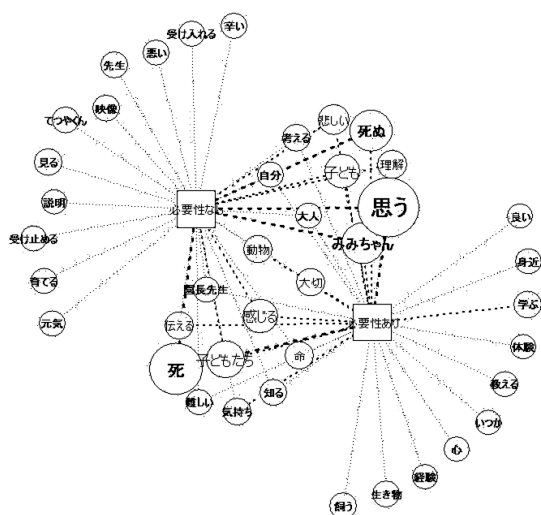 受け入れる
辛い
悪い
先生
映像
てつやくん
見る
説明
受け止める
育てる
元気
必要性なし
考える
悲しい
死ぬ
子ども
理解
自分
思う
大人
みみちゃん
動物
大切
園長先生
感じる
伝える
死
子どもたち
命
難しい
気持ち
知る
必要性あり
良い
身近
学ぶ
体験
教える
いつか
心
経験
生き物
飼う